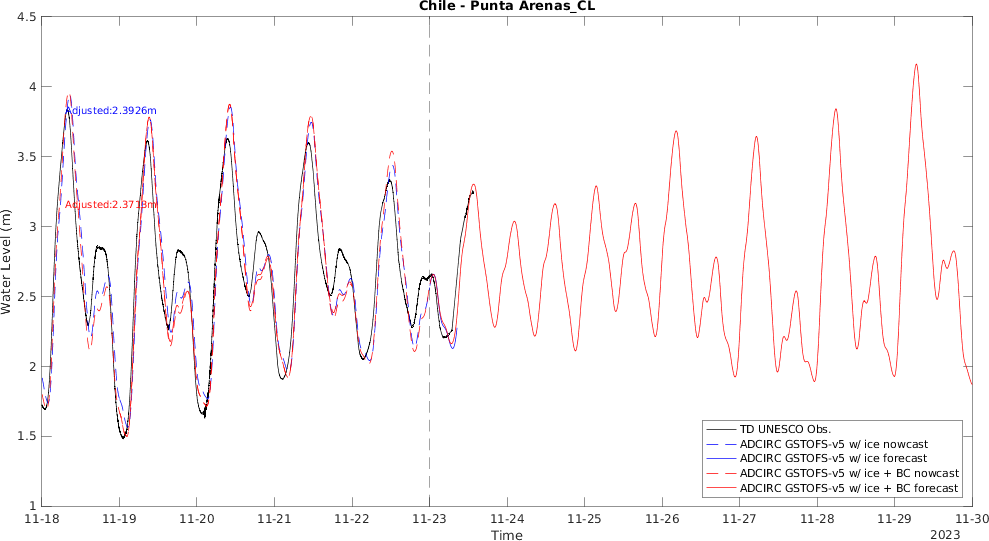 Chile - Punta Arenas_CL
4.5
4
3.5
3
2.5
2
1.5
1
Water Level (m)
Adjusted:2.3926m
Adjusted:2.3713m
TD UNESCO Obs.
ADCIRC GSTOFS-v5 w/ ice nowcast
ADCIRC GSTOFS-v5 w/ ice forecast
ADCIRC GSTOFS-v5 w/ ice + BC nowcast
ADCIRC GSTOFS-v5 w/ ice + BC forecast
11-18 11-19 11-20 11-21 11-22 11-23 11-24 11-25 11-26 11-27 11-28 11-29 11-30
Time
2023